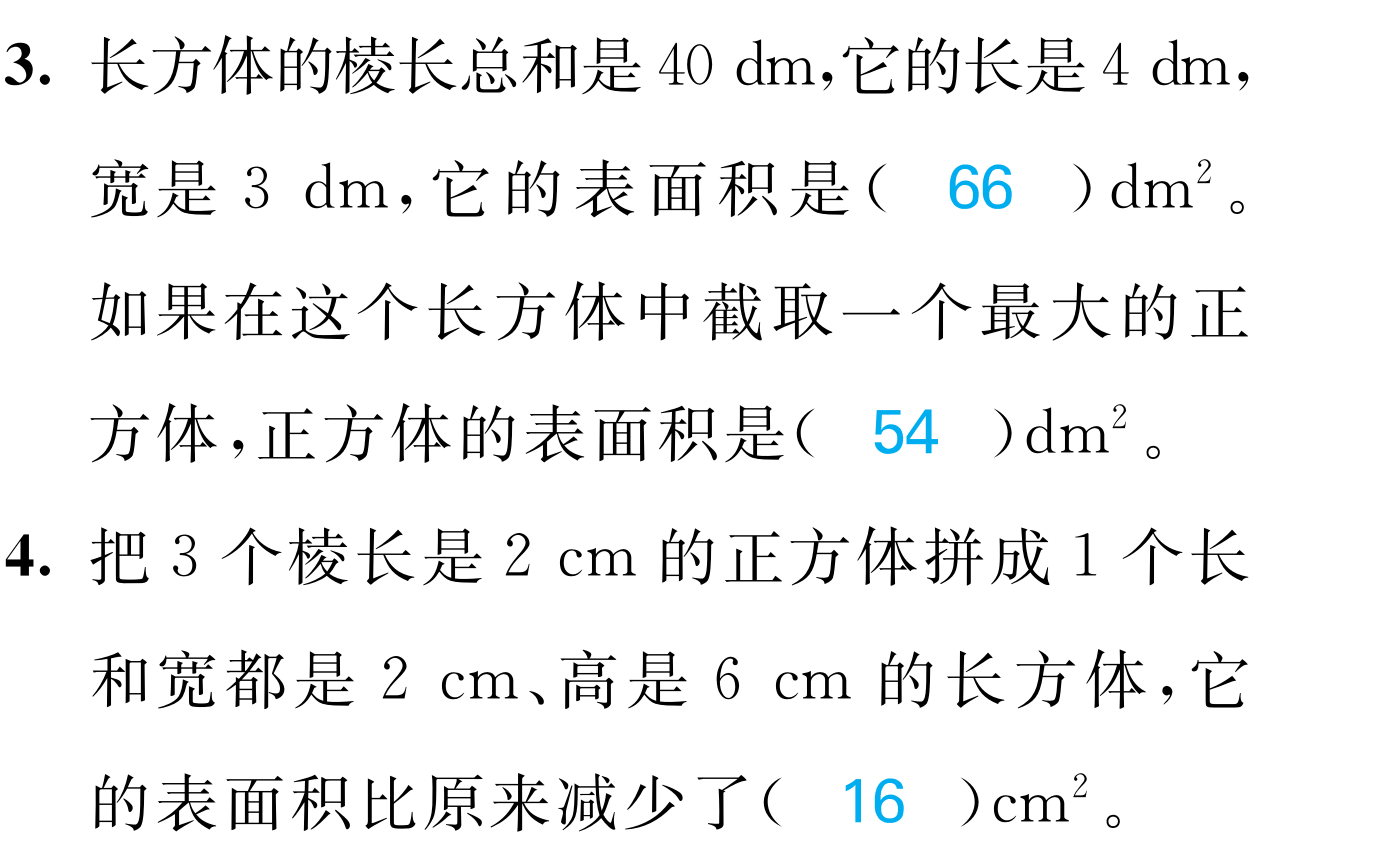 3. 长方体的棱长总和是 40 dm,它的长是 4 dm,
宽是 3 dm,它的表面积是( 66 )dm²。
如果在这个长方体中截取一个最大的正
方体,正方体的表面积是( 54 )dm²。
4. 把 3 个棱长是 2 cm 的正方体拼成 1 个长
和宽都是 2 cm、高是 6 cm 的长方体,它
的表面积比原来减少了( 16 )cm²。